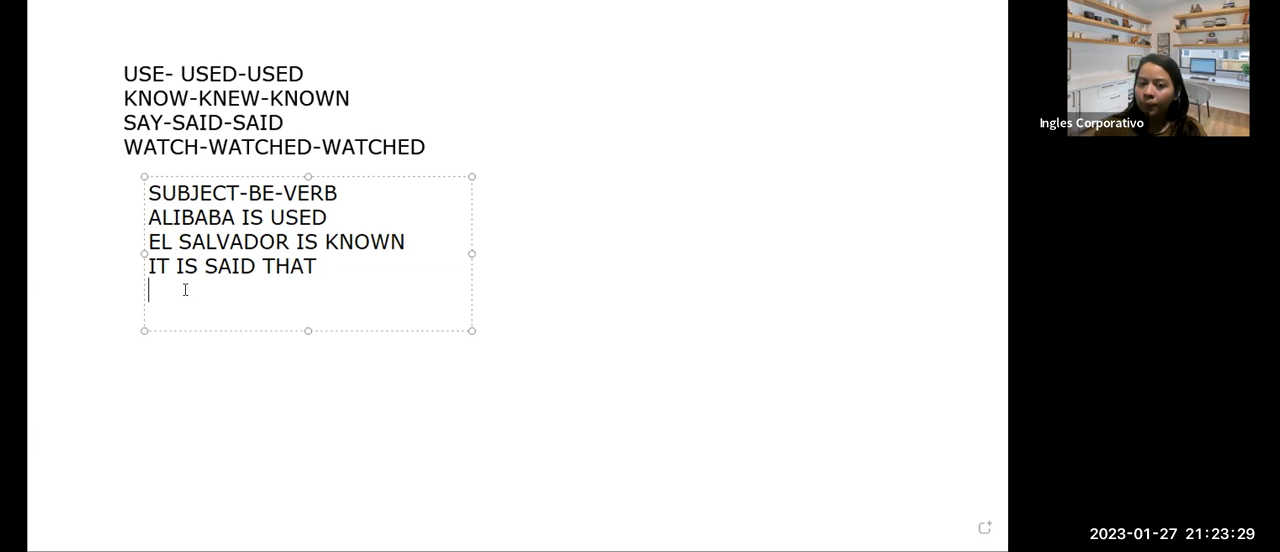 USE- USED-USED
KNOW-KNEW-KNOWN
SAY-SAID-SAID
WATCH-WATCHED-WATCHED
SUBJECT-BE-VERB
ALIBABA IS USED
EL SALVADOR IS KNOWN
IT IS SAID THAT
Ingles Corporativo
2023-01-27 21:23:29